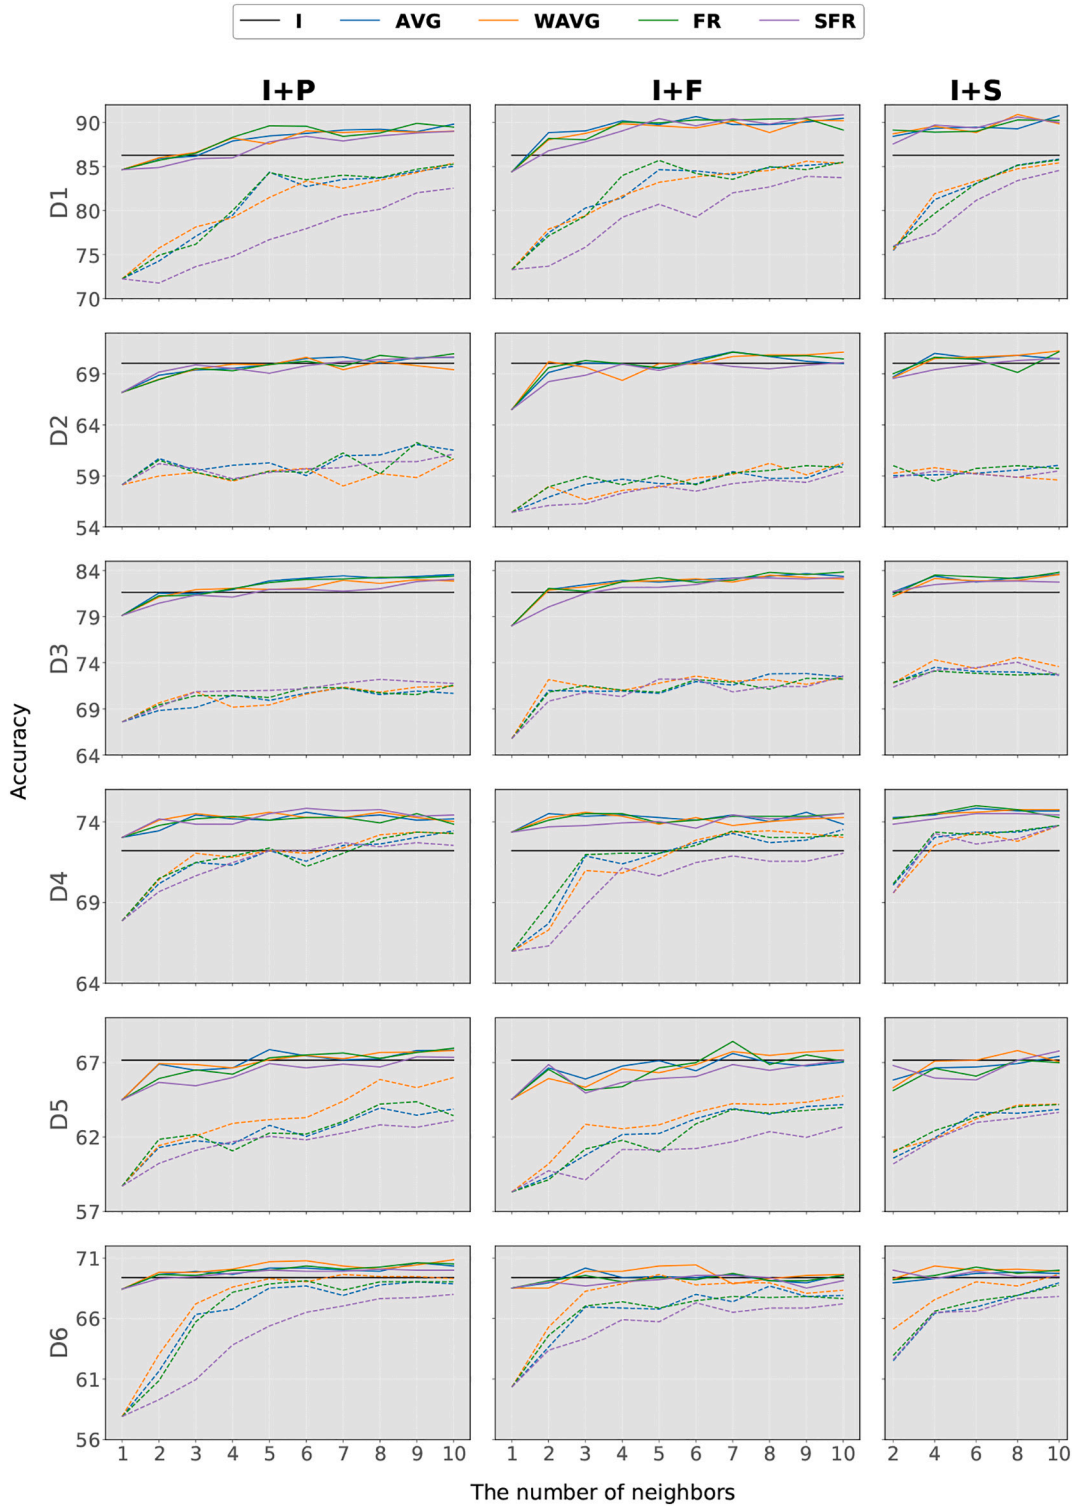 I AVG WAVG FR SFR
I+P I+F I+S
D1
90
85
80
75
70
D2
69
64
59
54
D3
84
79
74
69
64
Accuracy
D4
74
69
64
D5
67
62
57
D6
71
66
61
56
1 2 3 4 5 6 7 8 9 10 1 2 3 4 5 6 7 8 9 10 2 4 6 8 10
The number of neighbors